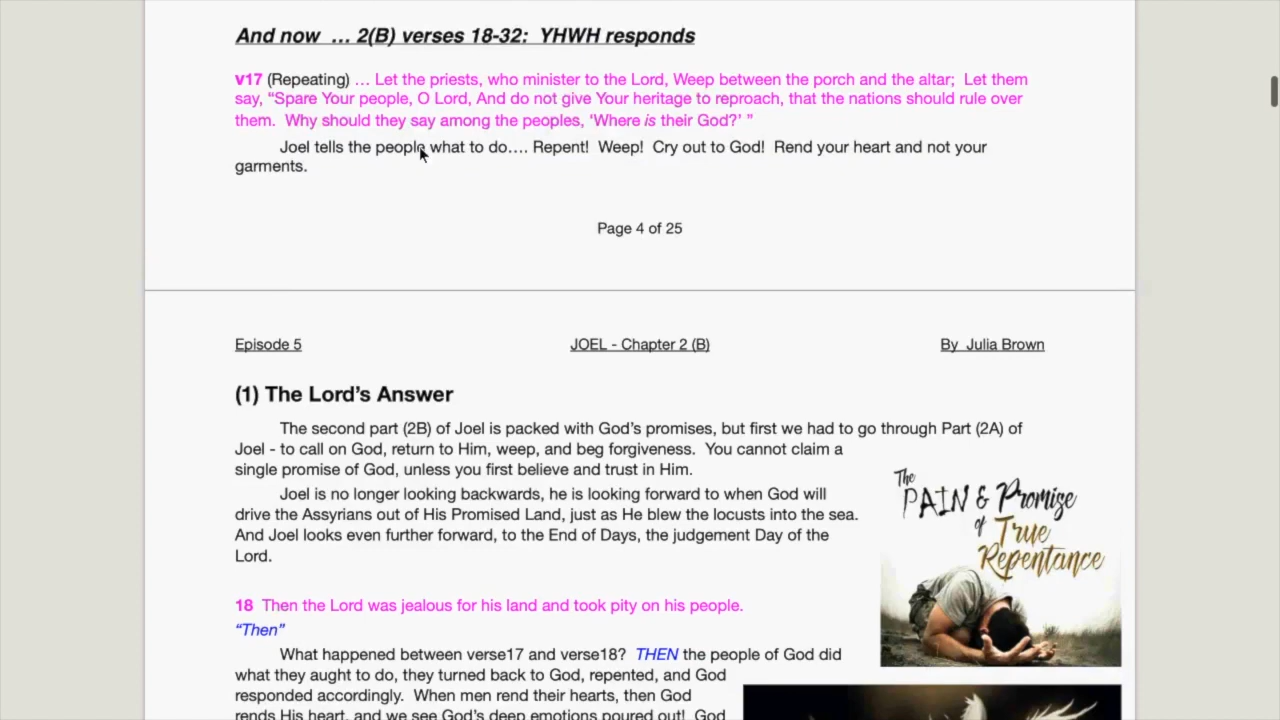 And now … 2(B) verses 18-32:  YHWH responds
v17 (Repeating) … Let the priests, who minister to the Lord, Weep between the porch and the altar;  Let them
say, “Spare Your people, O Lord, And do not give Your heritage to reproach, that the nations should rule over
them.  Why should they say among the peoples, ‘Where is their God?’ ”
Joel tells the people what to do…. Repent!  Weep!  Cry out to God!  Rend your heart and not your
garments.
Page 4 of 25
Episode 5
JOEL - Chapter 2 (B)
By  Julia Brown
(1) The Lord’s Answer
The second part (2B) of Joel is packed with God’s promises, but first we had to go through Part (2A) of
Joel - to call on God, return to Him, weep, and beg forgiveness.  You cannot claim a
single promise of God, unless you first believe and trust in Him.
Joel is no longer looking backwards, he is looking forward to when God will
drive the Assyrians out of His Promised Land, just as He blew the locusts into the sea.
And Joel looks even further forward, to the End of Days, the judgement Day of the
Lord.
The
PAIN & Promise
of True
Repentance
18  Then the Lord was jealous for his land and took pity on his people.
“Then”
What happened between verse17 and verse18?  THEN the people of God did
what they aught to do, they turned back to God, repented, and God
responded accordingly.  When men rend their hearts, then God
rends His heart, and we see God’s deep emotions poured out!  God